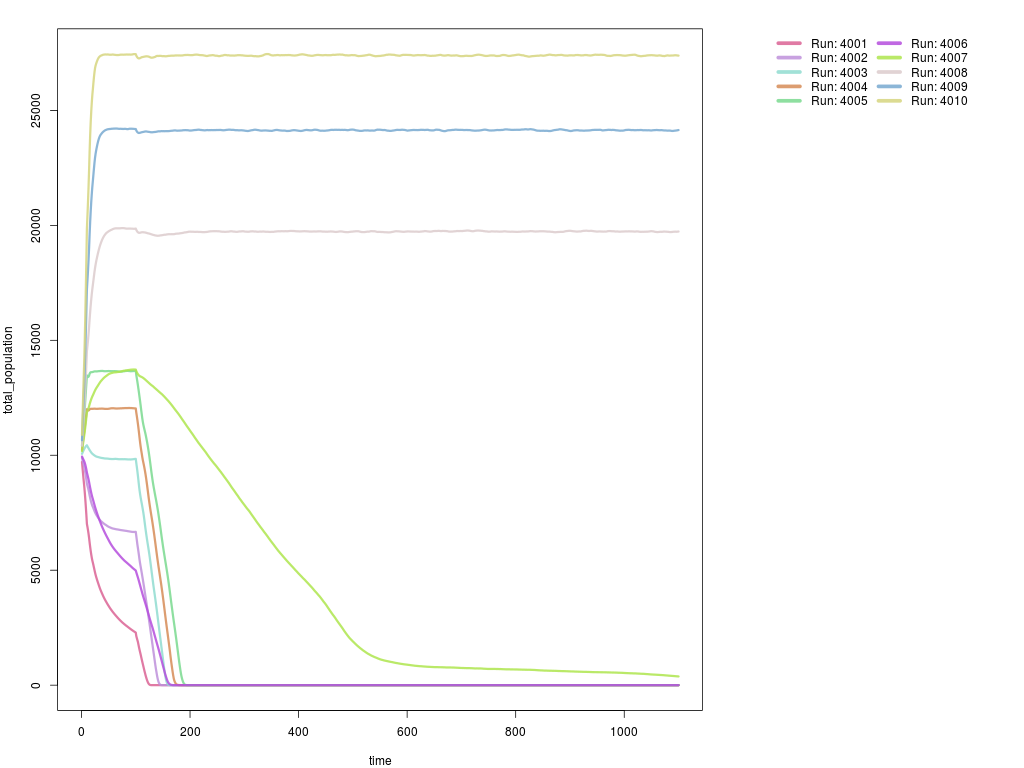 total_population
25000
20000
15000
10000
5000
0
0 200 400 600 800 1000
time
Run: 4001 Run: 4006
Run: 4002 Run: 4007
Run: 4003 Run: 4008
Run: 4004 Run: 4009
Run: 4005 Run: 4010